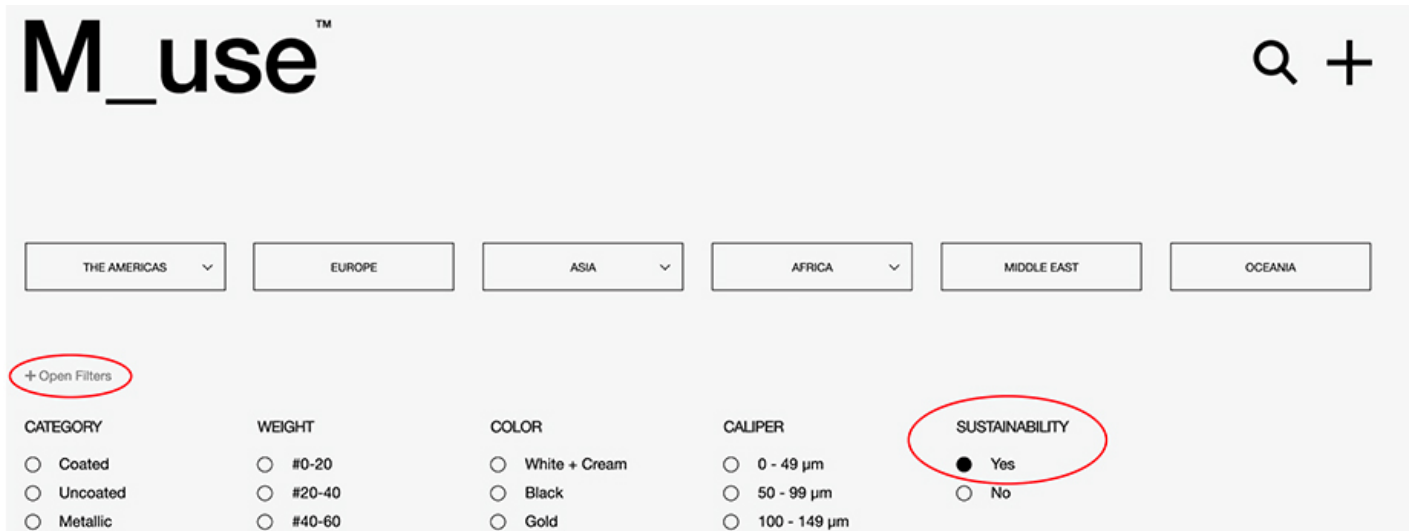 M_use™
THE AMERICAS EUROPE ASIA AFRICA MIDDLE EAST OCEANIA
+ Open Filters
CATEGORY WEIGHT COLOR CALIPER SUSTAINABILITY
Coated #0-20 White + Cream 0 - 49 µm Yes
Uncoated #20-40 Black 50 - 99 µm No
Metallic #40-60 Gold 100 - 149 µm